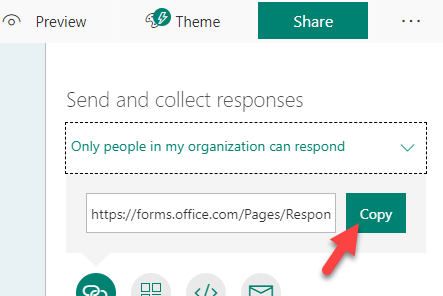 Preview Theme Share ...
Send and collect responses
Only people in my organization can respond
https://forms.office.com/Pages/Respon Copy
</>